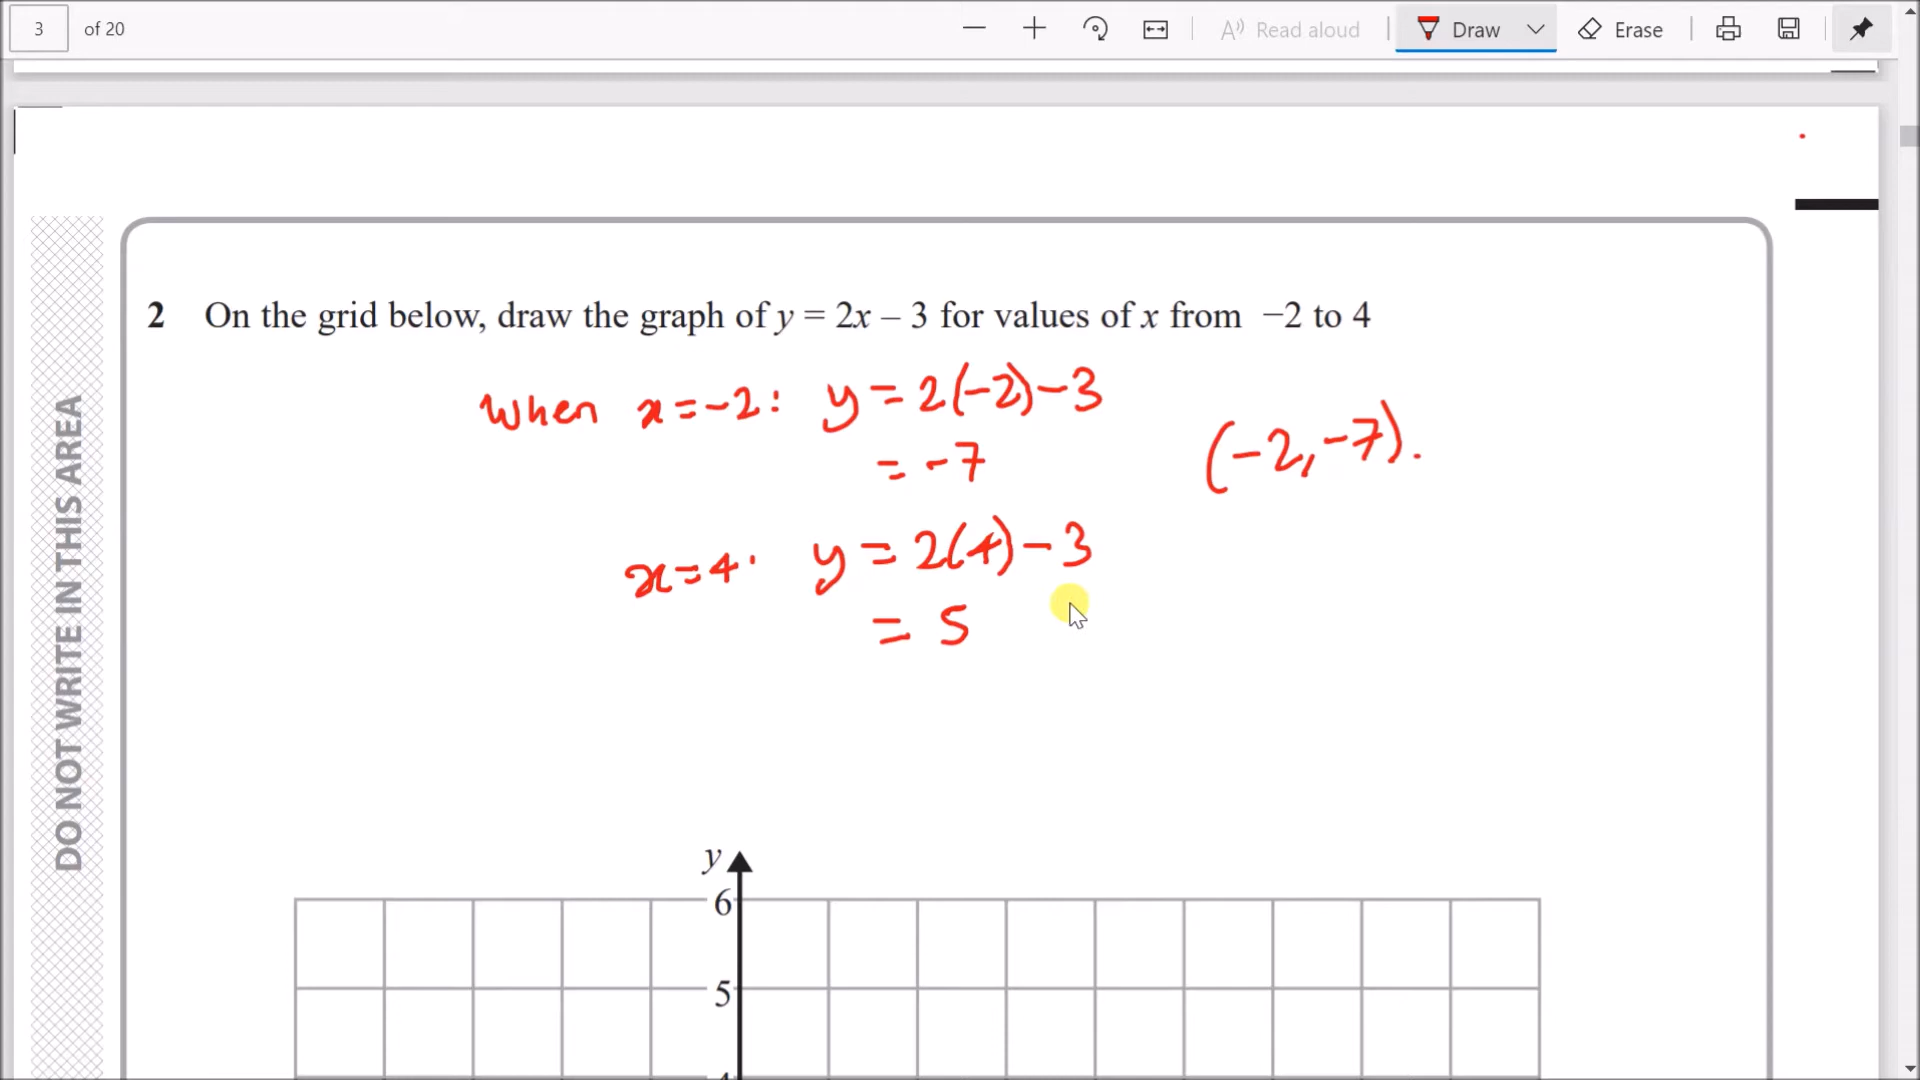 3 of 20 Read aloud Draw Erase
DO NOT WRITE IN THIS AREA
2 On the grid below, draw the graph of y = 2x – 3 for values of x from −2 to 4
When x=-2: y = 2(-2)-3
= -7
(-2,-7).
x=4. y = 2(4)-3
= 5
y
6
5